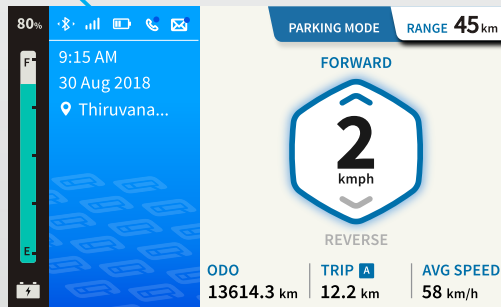 80%
F
E
9:15 AM
30 Aug 2018
Thiruvana...
PARKING MODE
RANGE 45 km
FORWARD
2
kmph
REVERSE
ODO
13614.3 km
TRIP A
12.2 km
AVG SPEED
58 km/h